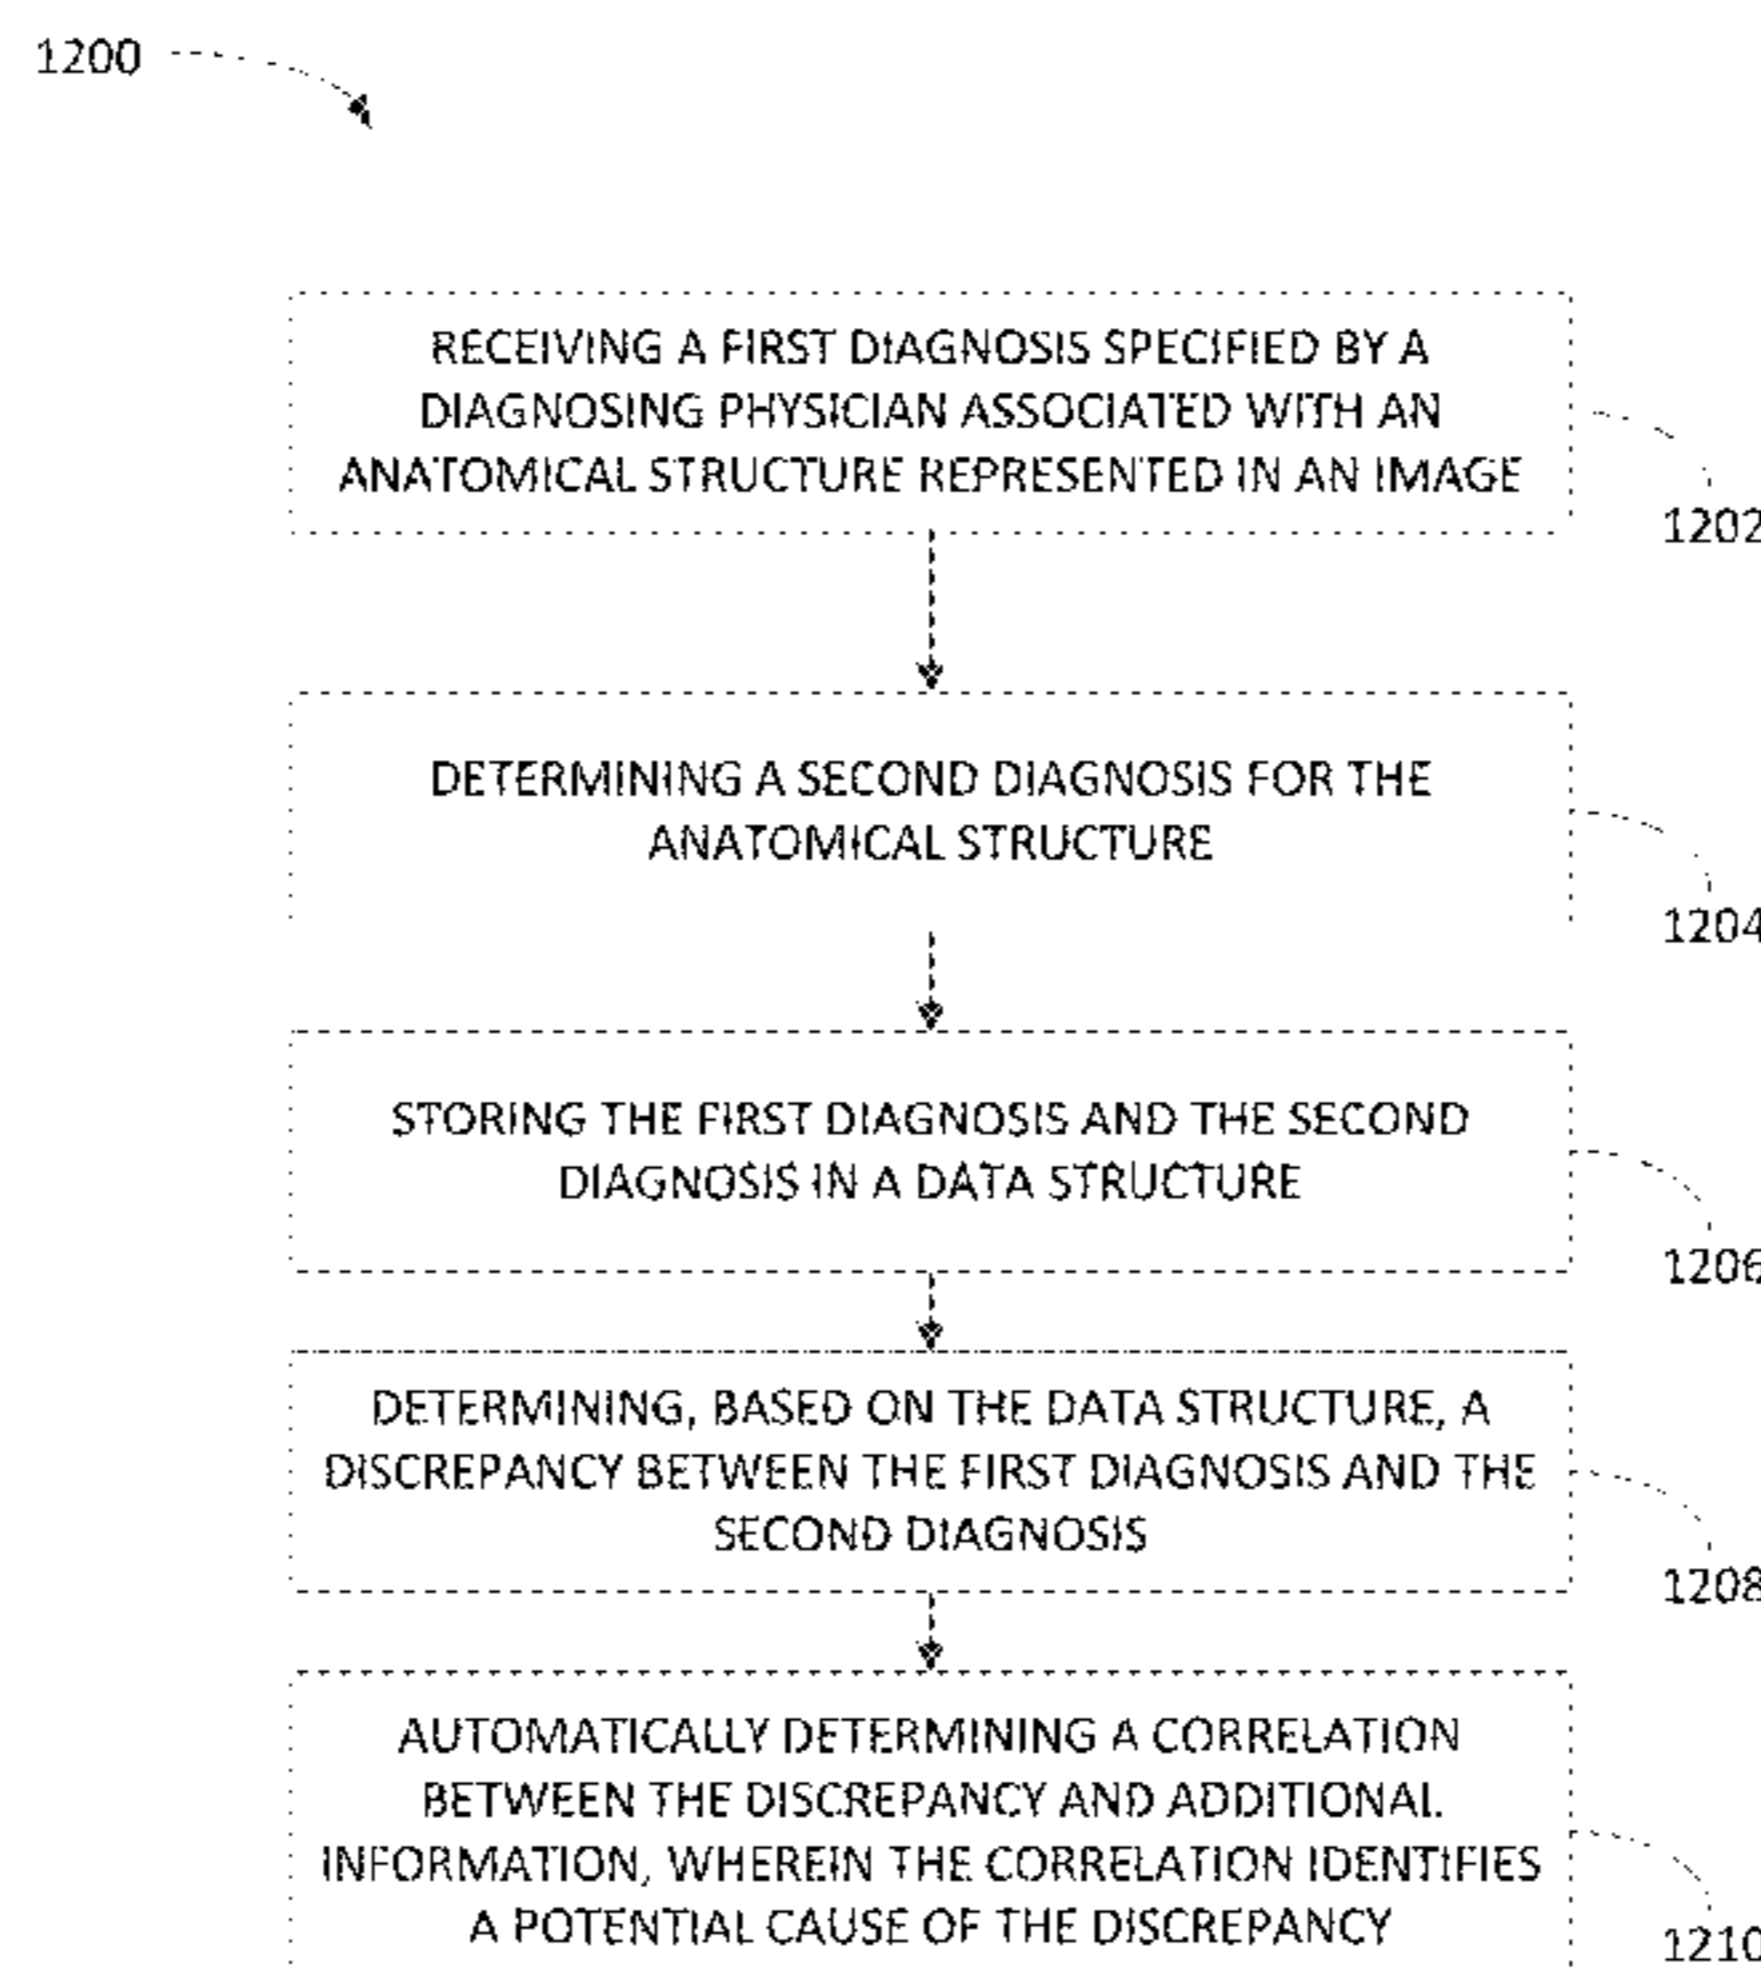 1200
RECEIVING A FIRST DIAGNOSIS SPECIFIED BY A
DIAGNOSING PHYSICIAN ASSOCIATED WITH AN
ANATOMICAL STRUCTURE REPRESENTED IN AN IMAGE
1202
DETERMINING A SECOND DIAGNOSIS FOR THE
ANATOMICAL STRUCTURE
1204
STORING THE FIRST DIAGNOSIS AND THE SECOND
DIAGNOSIS IN A DATA STRUCTURE
1206
DETERMINING, BASED ON THE DATA STRUCTURE, A
DISCREPANCY BETWEEN THE FIRST DIAGNOSIS AND THE
SECOND DIAGNOSIS
1208
AUTOMATICALLY DETERMINING A CORRELATION
BETWEEN THE DISCREPANCY AND ADDITIONAL
INFORMATION, WHEREIN THE CORRELATION IDENTIFIES
A POTENTIAL CAUSE OF THE DISCREPANCY
1210